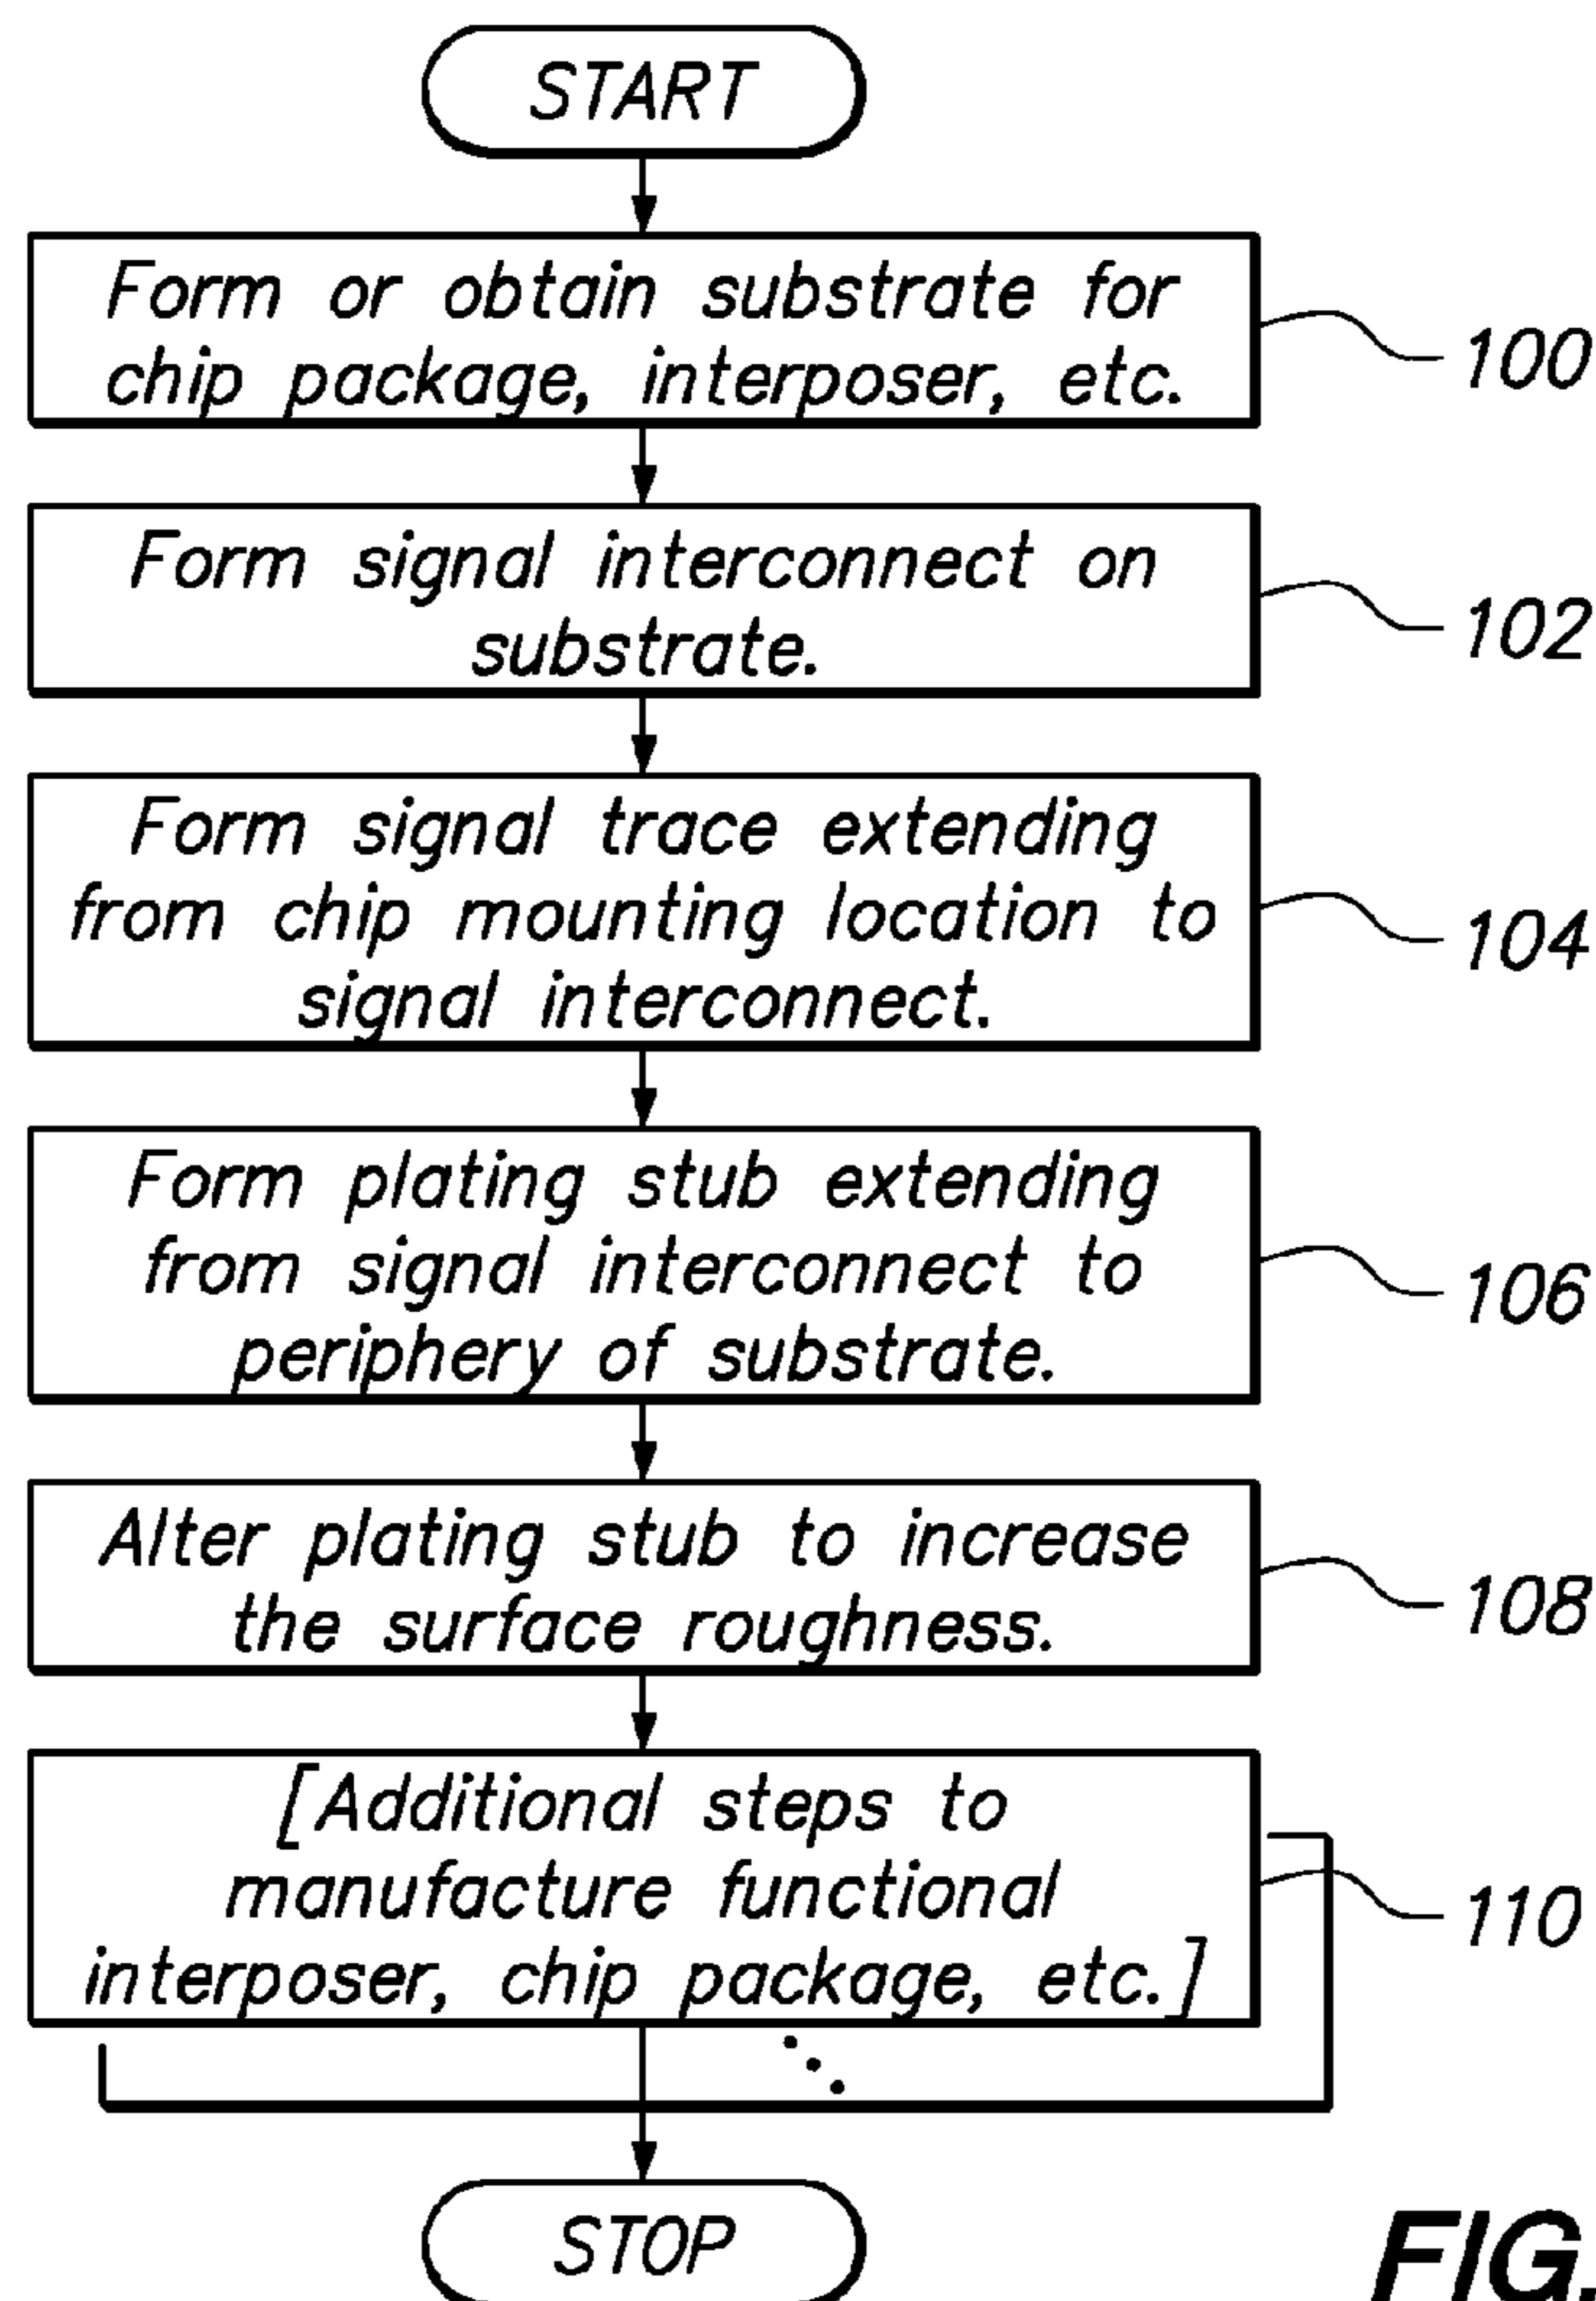 START
Form or obtain substrate for
chip package, interposer, etc.
100
Form signal interconnect on
substrate.
102
Form signal trace extending
from chip mounting location to
signal interconnect.
104
Form plating stub extending
from signal interconnect to
periphery of substrate.
106
Alter plating stub to increase
the surface roughness.
108
[Additional steps to
manufacture functional
interposer, chip package, etc.]
110
STOP
FIG.